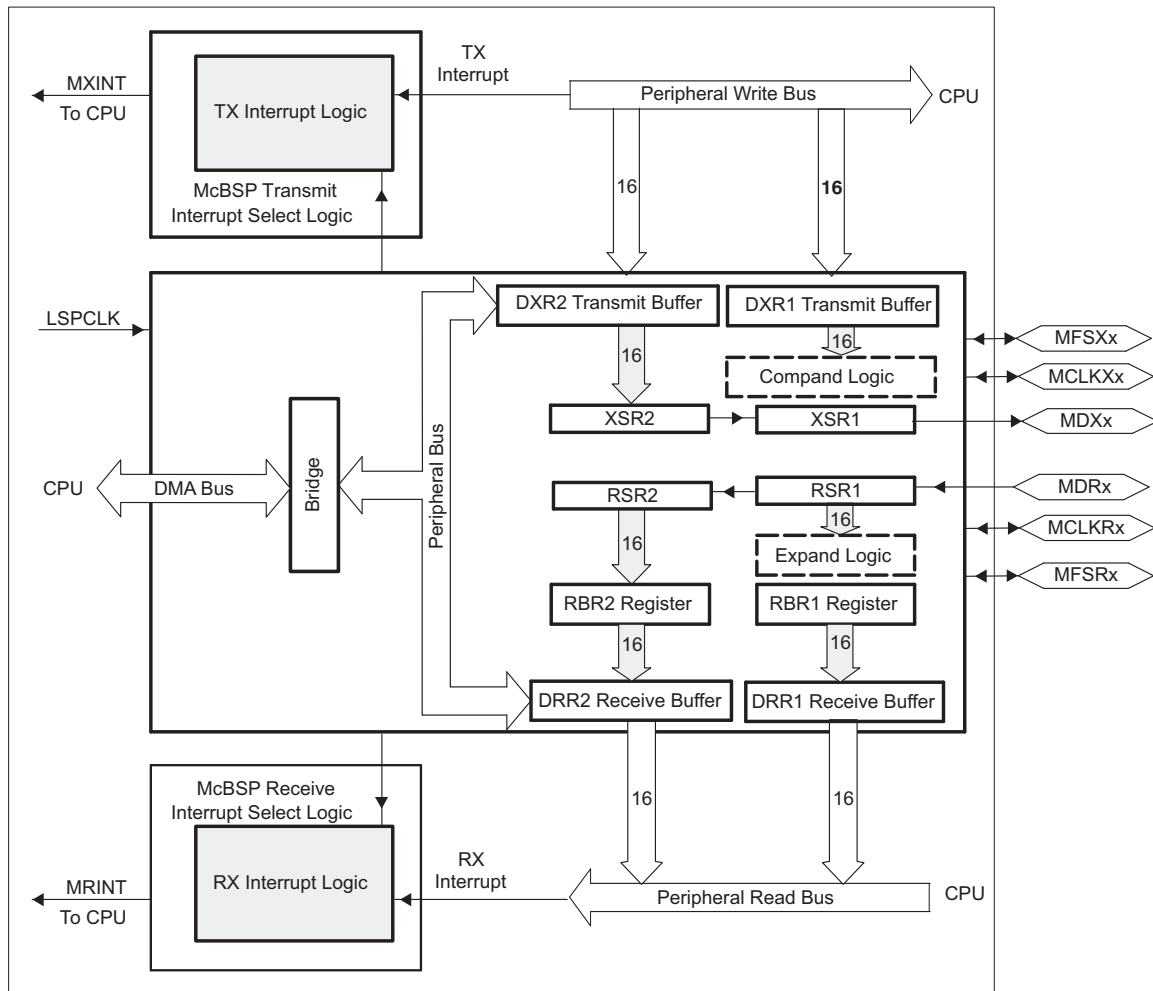 TX
Interrupt
MXINT
To CPU
TX Interrupt Logic
McBSP Transmit
Interrupt Select Logic
Peripheral Write Bus
CPU
16
16
LSPCLK
DXR2 Transmit Buffer
DXR1 Transmit Buffer
16
16
Compand Logic
XSR2
XSR1
MFSXx
MCLKXx
MDXx
CPU
DMA Bus
Bridge
Peripheral Bus
RSR2
RSR1
16
16
Expand Logic
RBR2 Register
RBR1 Register
16
16
DRR2 Receive Buffer
DRR1 Receive Buffer
MDRx
MCLKRx
MFSRx
McBSP Receive
Interrupt Select Logic
16
16
RX Interrupt Logic
RX
Interrupt
MRINT
To CPU
Peripheral Read Bus
CPU